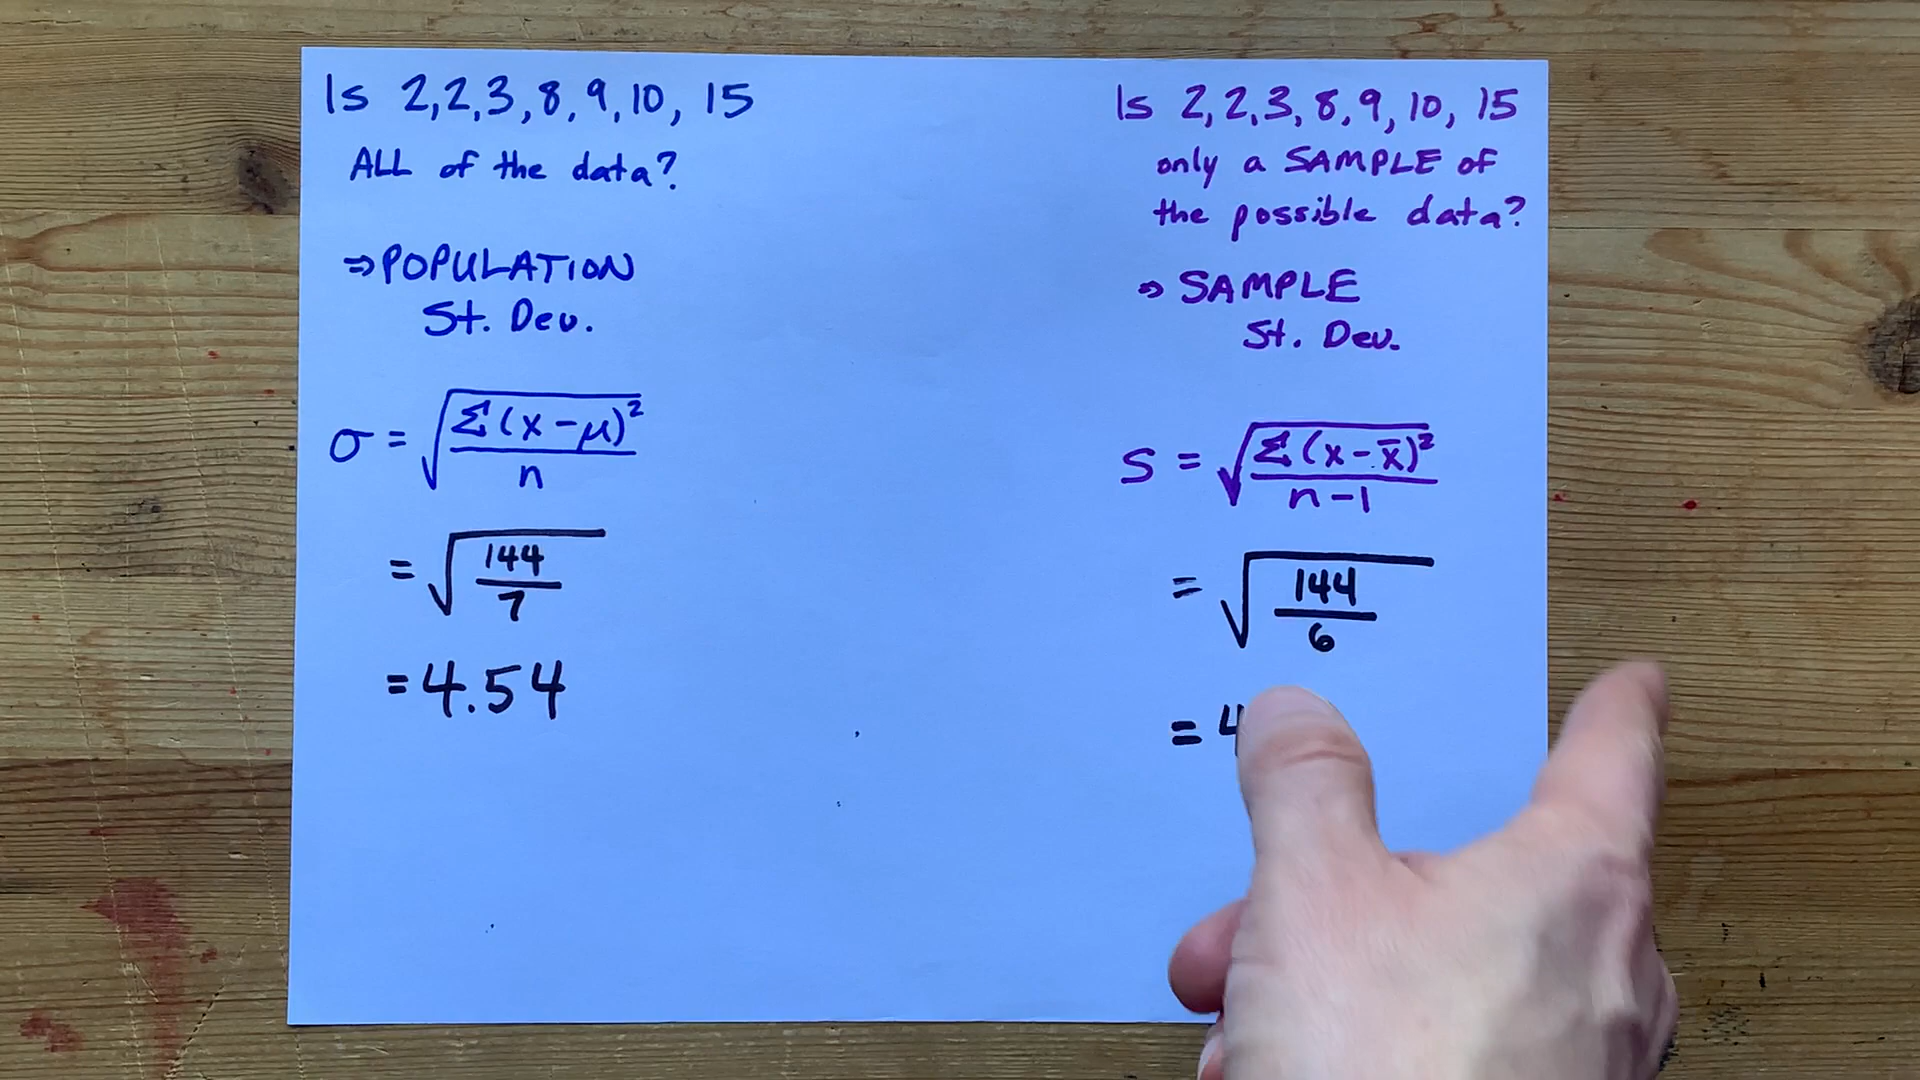 Is 2,2,3,8,9,10, 15
ALL of the data?
⇒ POPULATION
St. Dev.
σ = √(Σ(x-μ)² / n)
= √(144 / 7)
= 4.54
Is 2,2,3,8,9,10, 15
only a SAMPLE of
the possible data?
⇒ SAMPLE
St. Dev.
s = √(Σ(x-x̄)² / n-1)
= √(144 / 6)
= 4